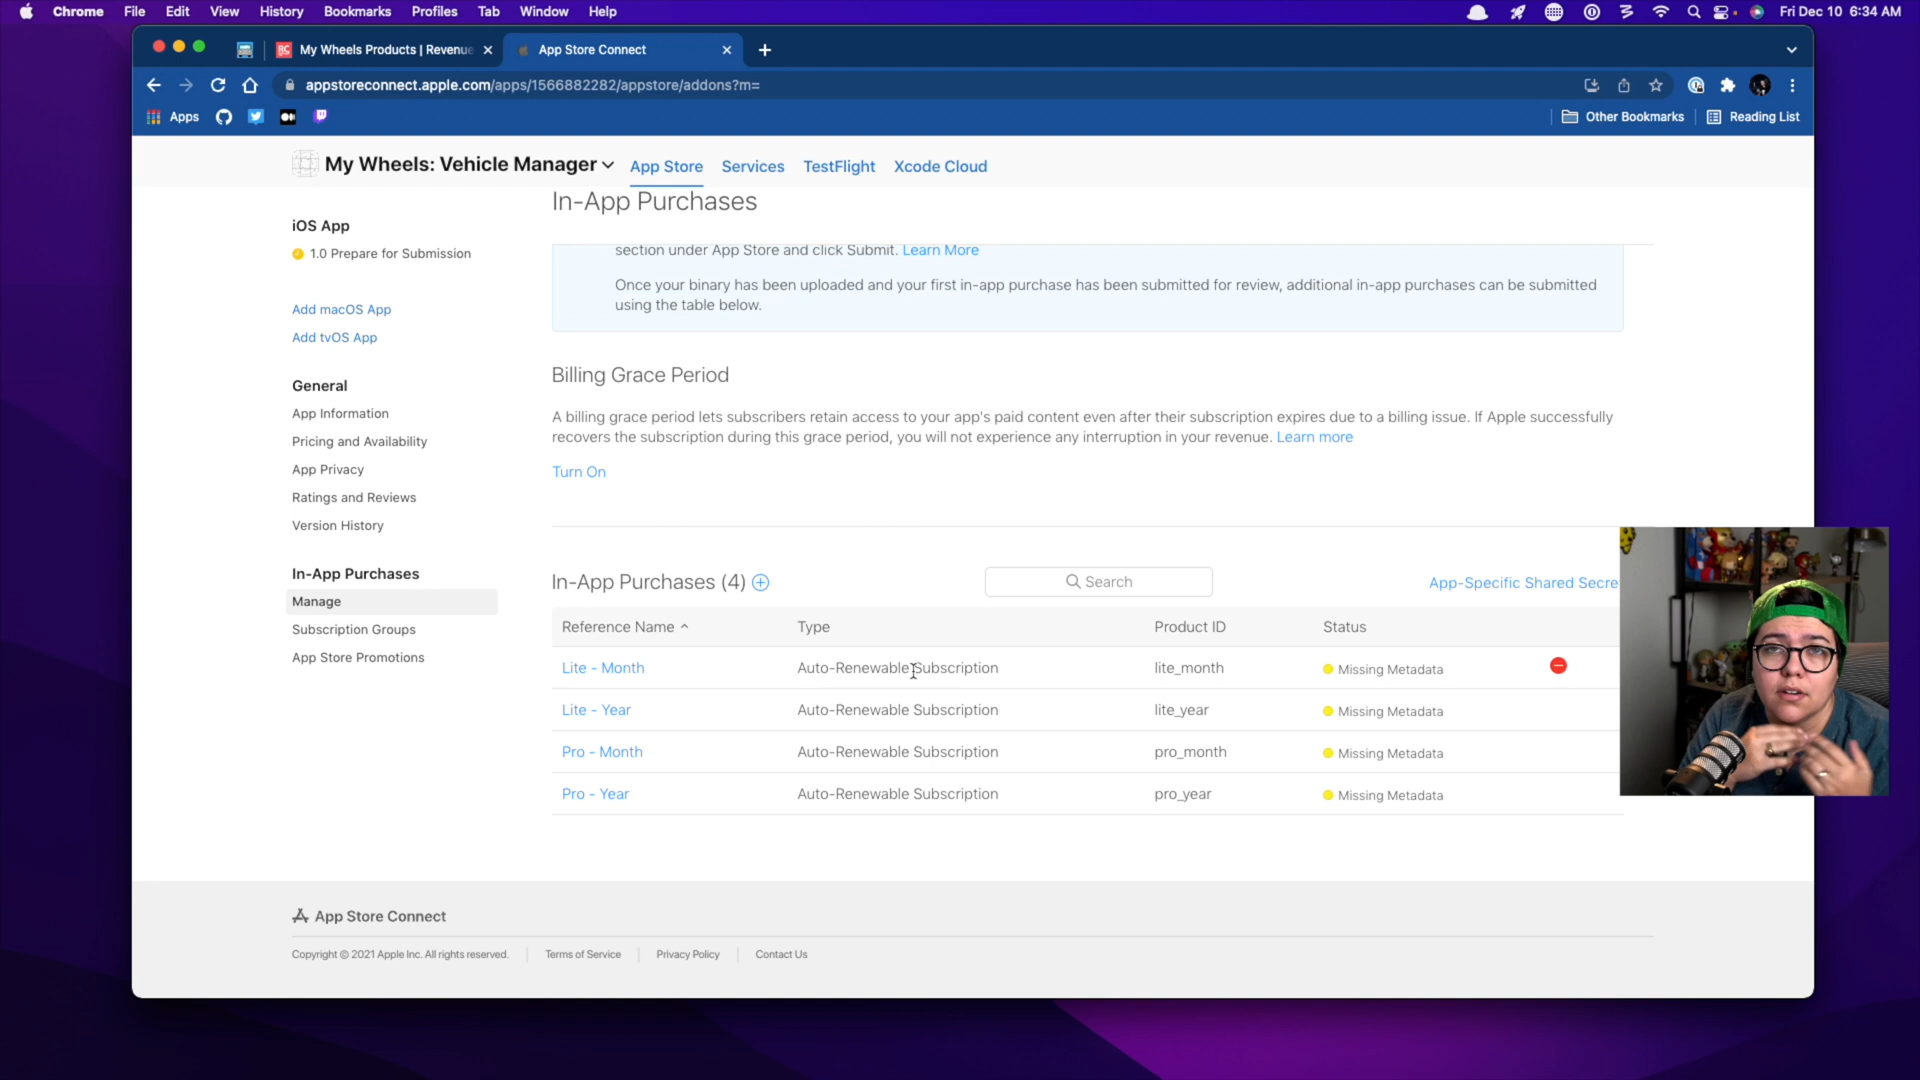 Chrome File Edit View History Bookmarks Profiles Tab Window Help Fri Dec 10 6:34 AM
RC My Wheels Products | Revenue App Store Connect
appstoreconnect.apple.com/apps/1566882282/appstore/addons?m=
Apps Other Bookmarks Reading List
My Wheels: Vehicle Manager App Store Services TestFlight Xcode Cloud
In-App Purchases
iOS App
1.0 Prepare for Submission
Add macOS App
Add tvOS App
General
App Information
Pricing and Availability
App Privacy
Ratings and Reviews
Version History
In-App Purchases
Manage
Subscription Groups
App Store Promotions
section under App Store and click Submit. Learn More
Once your binary has been uploaded and your first in-app purchase has been submitted for review, additional in-app purchases can be submitted
using the table below.
Billing Grace Period
A billing grace period lets subscribers retain access to your app's paid content even after their subscription expires due to a billing issue. If Apple successfully
recovers the subscription during this grace period, you will not experience any interruption in your revenue. Learn more
Turn On
In-App Purchases (4) Search App-Specific Shared Secre
Reference Name Type Product ID Status
Lite - Month Auto-Renewable Subscription lite_month Missing Metadata
Lite - Year Auto-Renewable Subscription lite_year Missing Metadata
Pro - Month Auto-Renewable Subscription pro_month Missing Metadata
Pro - Year Auto-Renewable Subscription pro_year Missing Metadata
App Store Connect
Copyright © 2021 Apple Inc. All rights reserved. Terms of Service Privacy Policy Contact Us